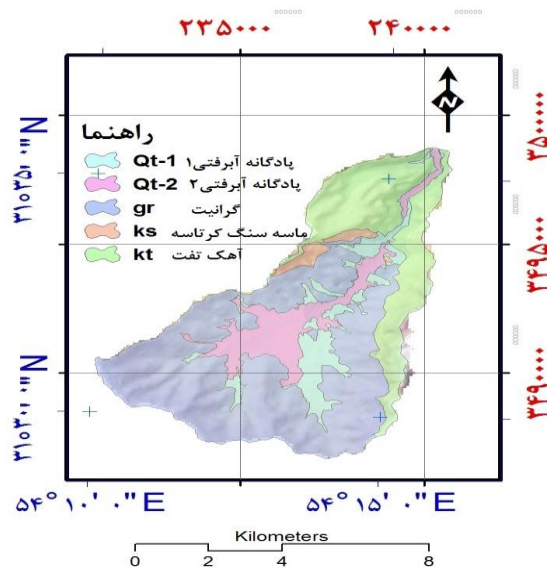 ۲۳۵۰۰۰ ۲۴۰۰۰۰
N
راهنما
Qt-1 پادگانه آبرفتی۱
Qt-2 پادگانه آبرفتی۲
gr گرانیت
ks ماسه سنگ کرتاسه
kt آهک تفت
۳۱°۳۵'۰"N
۳۱°۳۰'۰"N
۳۵۰۰۰۰۰
۳۴۹۵۰۰۰
۳۴۹۰۰۰۰
۵۴°۱۰' ۰"E ۵۴°۱۵' ۰"E
Kilometers
0 2 4 8